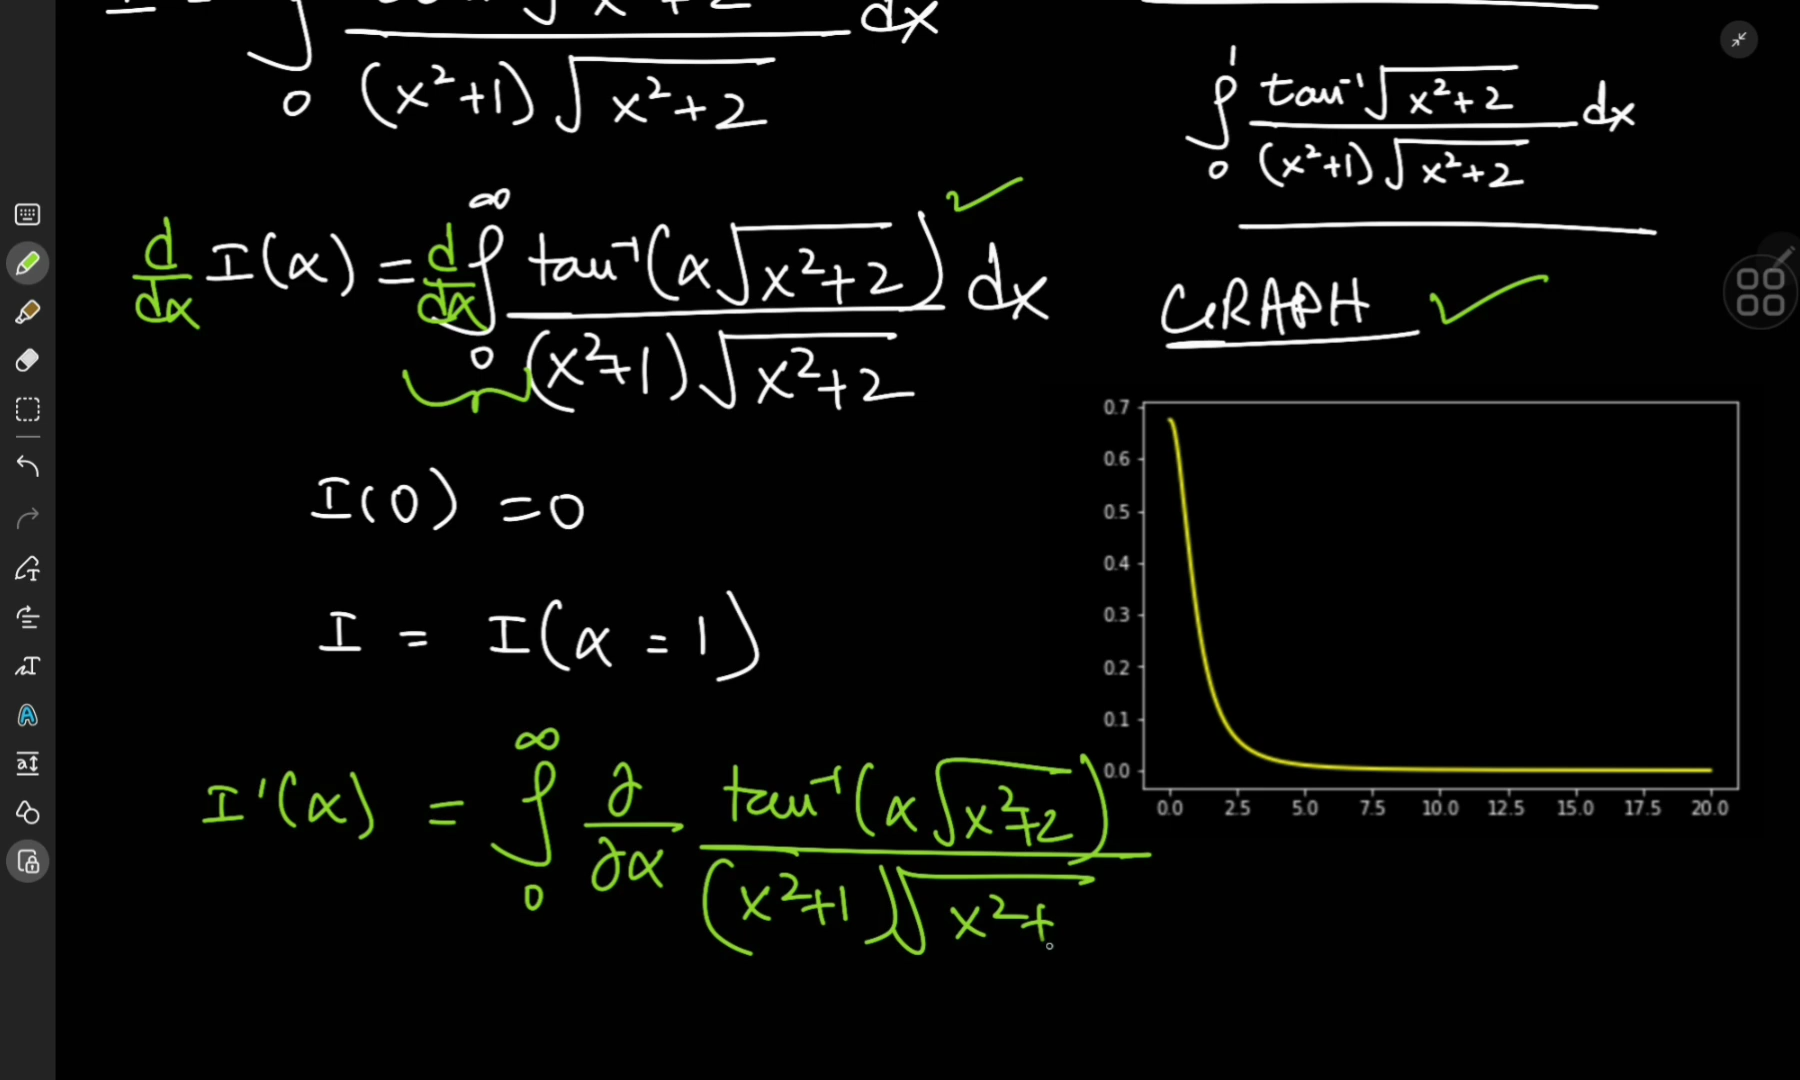 ∫₀ dx / (x²+1)√x²+2
∫₀¹ tan⁻¹√x²+2 / (x²+1)√x²+2 dx
d/dα I(α) = d/dα ∫₀^∞ tan⁻¹(α√x²+2) / (x²+1)√x²+2 dx
GRAPH
I(0) = 0
I = I(α = 1)
I'(α) = ∫₀^∞ ∂/∂α tan⁻¹(α√x²+2) / (x²+1)√x²+
0.7
0.6
0.5
0.4
0.3
0.2
0.1
0.0
0.0 2.5 5.0 7.5 10.0 12.5 15.0 17.5 20.0